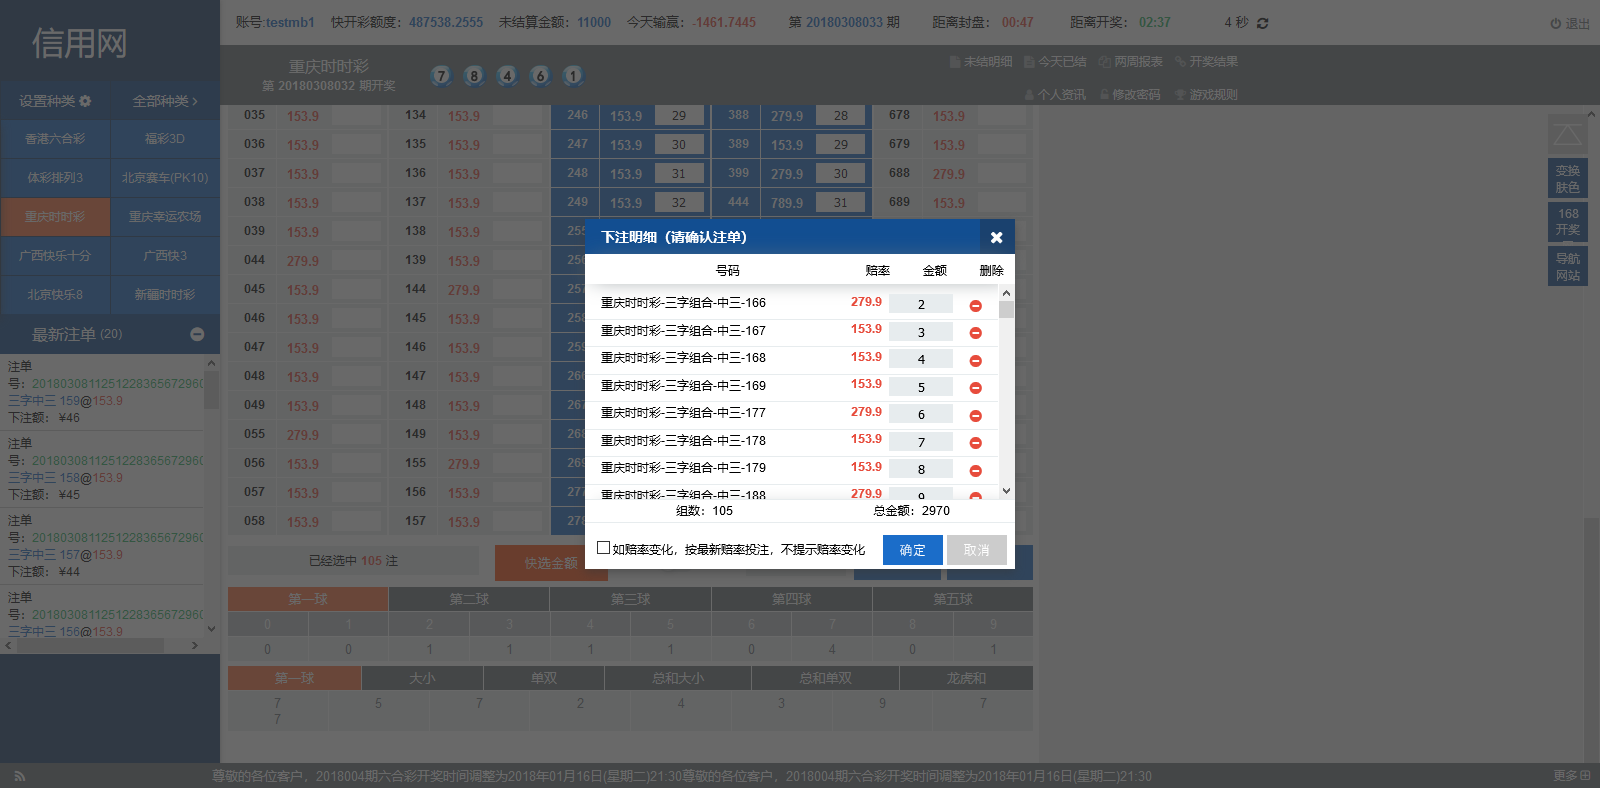 信用网
账号:testmb1 快开彩额度：487538.2555 未结算金额：11000 今天输赢：-1461.7445 第 20180308033 期 距离封盘：00:47 距离开奖：02:37 4 秒 退出
重庆时时彩
第 20180308032 期开奖
7 8 4 6 1
未结明细 今天已结 两周报表 开奖结果
个人资讯 修改密码 游戏规则
设置种类 全部种类
香港六合彩 福彩3D
体彩排列3 北京赛车(PK10)
重庆时时彩 重庆幸运农场
广西快乐十分 广西快3
北京快乐8 新疆时时彩
最新注单 (20)
注单
号：2018030811251228365672960
三字中三 159@153.9
下注额： ¥46
注单
号：2018030811251228365672960
三字中三 158@153.9
下注额： ¥45
注单
号：2018030811251228365672960
三字中三 157@153.9
下注额： ¥44
注单
号：2018030811251228365672960
三字中三 156@153.9
035 153.9 134 153.9 246 153.9 29 388 279.9 28 678 153.9
036 153.9 135 153.9 247 153.9 30 389 153.9 29 679 153.9
037 153.9 136 153.9 248 153.9 31 399 279.9 30 688 279.9
038 153.9 137 153.9 249 153.9 32 444 789.9 31 689 153.9
039 153.9 138 153.9 255
044 279.9 139 153.9
045 153.9 144 279.9 257
046 153.9 145 153.9 258
047 153.9 146 153.9 259
048 153.9 147 153.9 266
049 153.9 148 153.9 267
055 279.9 149 153.9 268
056 153.9 155 279.9 269
057 153.9 156 153.9 277
058 153.9 157 153.9 278
下注明细（请确认注单）
号码 赔率 金额 删除
重庆时时彩-三字组合-中三-166 279.9 2
重庆时时彩-三字组合-中三-167 153.9 3
重庆时时彩-三字组合-中三-168 153.9 4
重庆时时彩-三字组合-中三-169 153.9 5
重庆时时彩-三字组合-中三-177 279.9 6
重庆时时彩-三字组合-中三-178 153.9 7
重庆时时彩-三字组合-中三-179 153.9 8
重庆时时彩-三字组合-中三-188 279.9 9
组数：105 总金额：2970
如赔率变化，按最新赔率投注，不提示赔率变化 确定 取消
已经选中 105 注 快选金额
第一球 第二球 第三球 第四球 第五球
0 1 2 3 4 5 6 7 8 9
0 0 1 1 1 1 0 4 0 1
第一球 大小 单双 总和大小 总和单双 龙虎和
7 5 7 2 4 3 9 7
7
变换
肤色
168
开奖
导航
网站
尊敬的各位客户，2018004期六合彩开奖时间调整为2018年01月16日(星期二)21:30尊敬的各位客户，2018004期六合彩开奖时间调整为2018年01月16日(星期二)21:30 更多